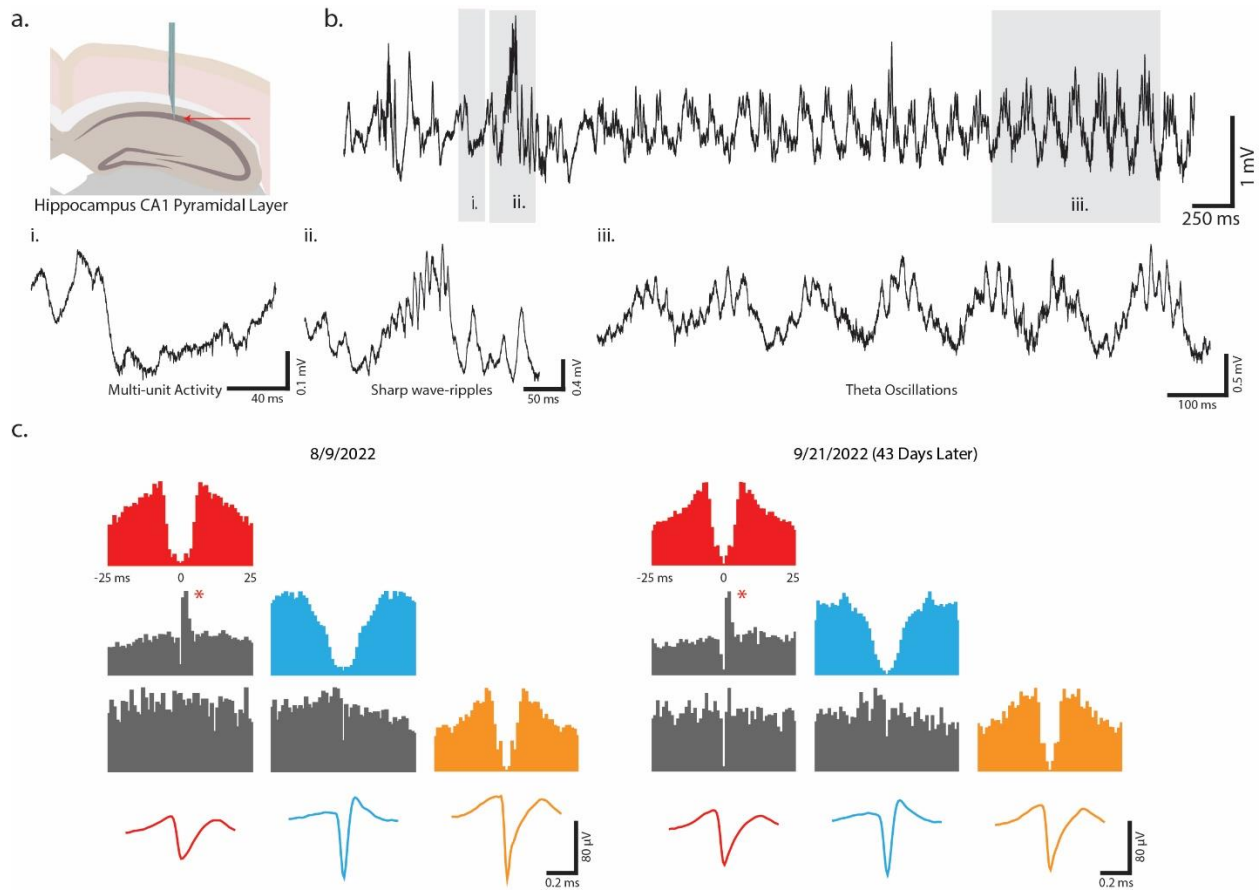 a.
b.
Hippocampus CA1 Pyramidal Layer
i.
ii.
iii.
1 mV
250 ms
i.
ii.
iii.
Multi-unit Activity
40 ms
0.1 mV
Sharp wave-ripples
50 ms
0.4 mV
Theta Oscillations
100 ms
0.5 mV
c.
8/9/2022
9/21/2022 (43 Days Later)
-25 ms 0 25
-25 ms 0 25
*
*
80 μV
0.2 ms
80 μV
0.2 ms